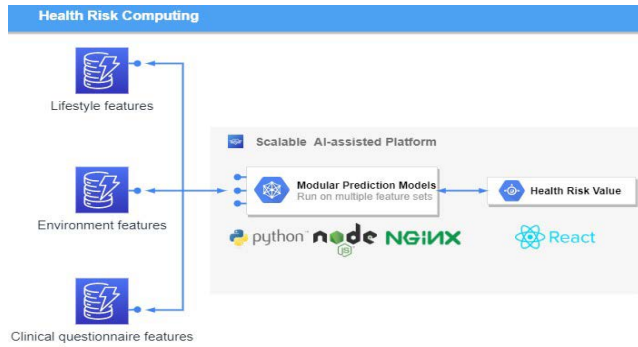 Health Risk Computing
Lifestyle features
Scalable AI-assisted Platform
Modular Prediction Models
Run on multiple feature sets
Health Risk Value
Environment features
python
node
JS
NGINX
React
Clinical questionnaire features